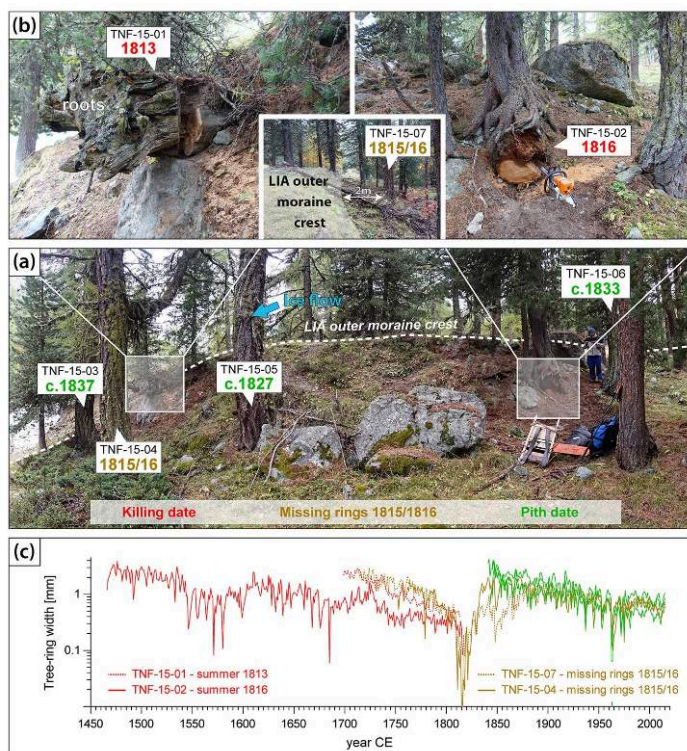 (b)
TNF-15-01
1813
roots
TNF-15-07
1815/16
LIA outer
moraine
crest
2m
TNF-15-02
1816
(a)
TNF-15-06
c.1833
Ice flow
LIA outer moraine crest
TNF-15-03
c.1837
TNF-15-05
c.1827
TNF-15-04
1815/16
Killing date Missing rings 1815/1816 Pith date
(c)
Tree-ring width [mm]
1
0.1
TNF-15-01 - summer 1813
TNF-15-02 - summer 1816
TNF-15-07 - missing rings 1815/16
TNF-15-04 - missing rings 1815/16
1450 1500 1550 1600 1650 1700 1750 1800 1850 1900 1950 2000
year CE